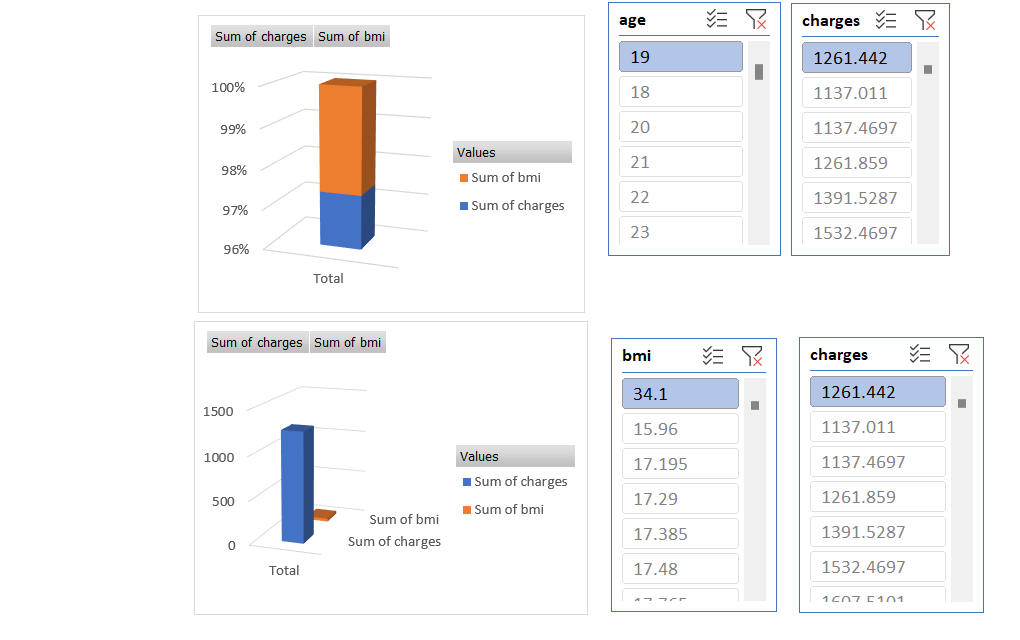 Sum of charges Sum of bmi
100%
99%
98%
97%
96%
Total
Values
Sum of bmi
Sum of charges
age
19
18
20
21
22
23
charges
1261.442
1137.011
1137.4697
1261.859
1391.5287
1532.4697
Sum of charges Sum of bmi
1500
1000
500
0
Sum of bmi
Sum of charges
Total
Values
Sum of charges
Sum of bmi
bmi
34.1
15.96
17.195
17.29
17.385
17.48
17.765
charges
1261.442
1137.011
1137.4697
1261.859
1391.5287
1532.4697
1607.5101